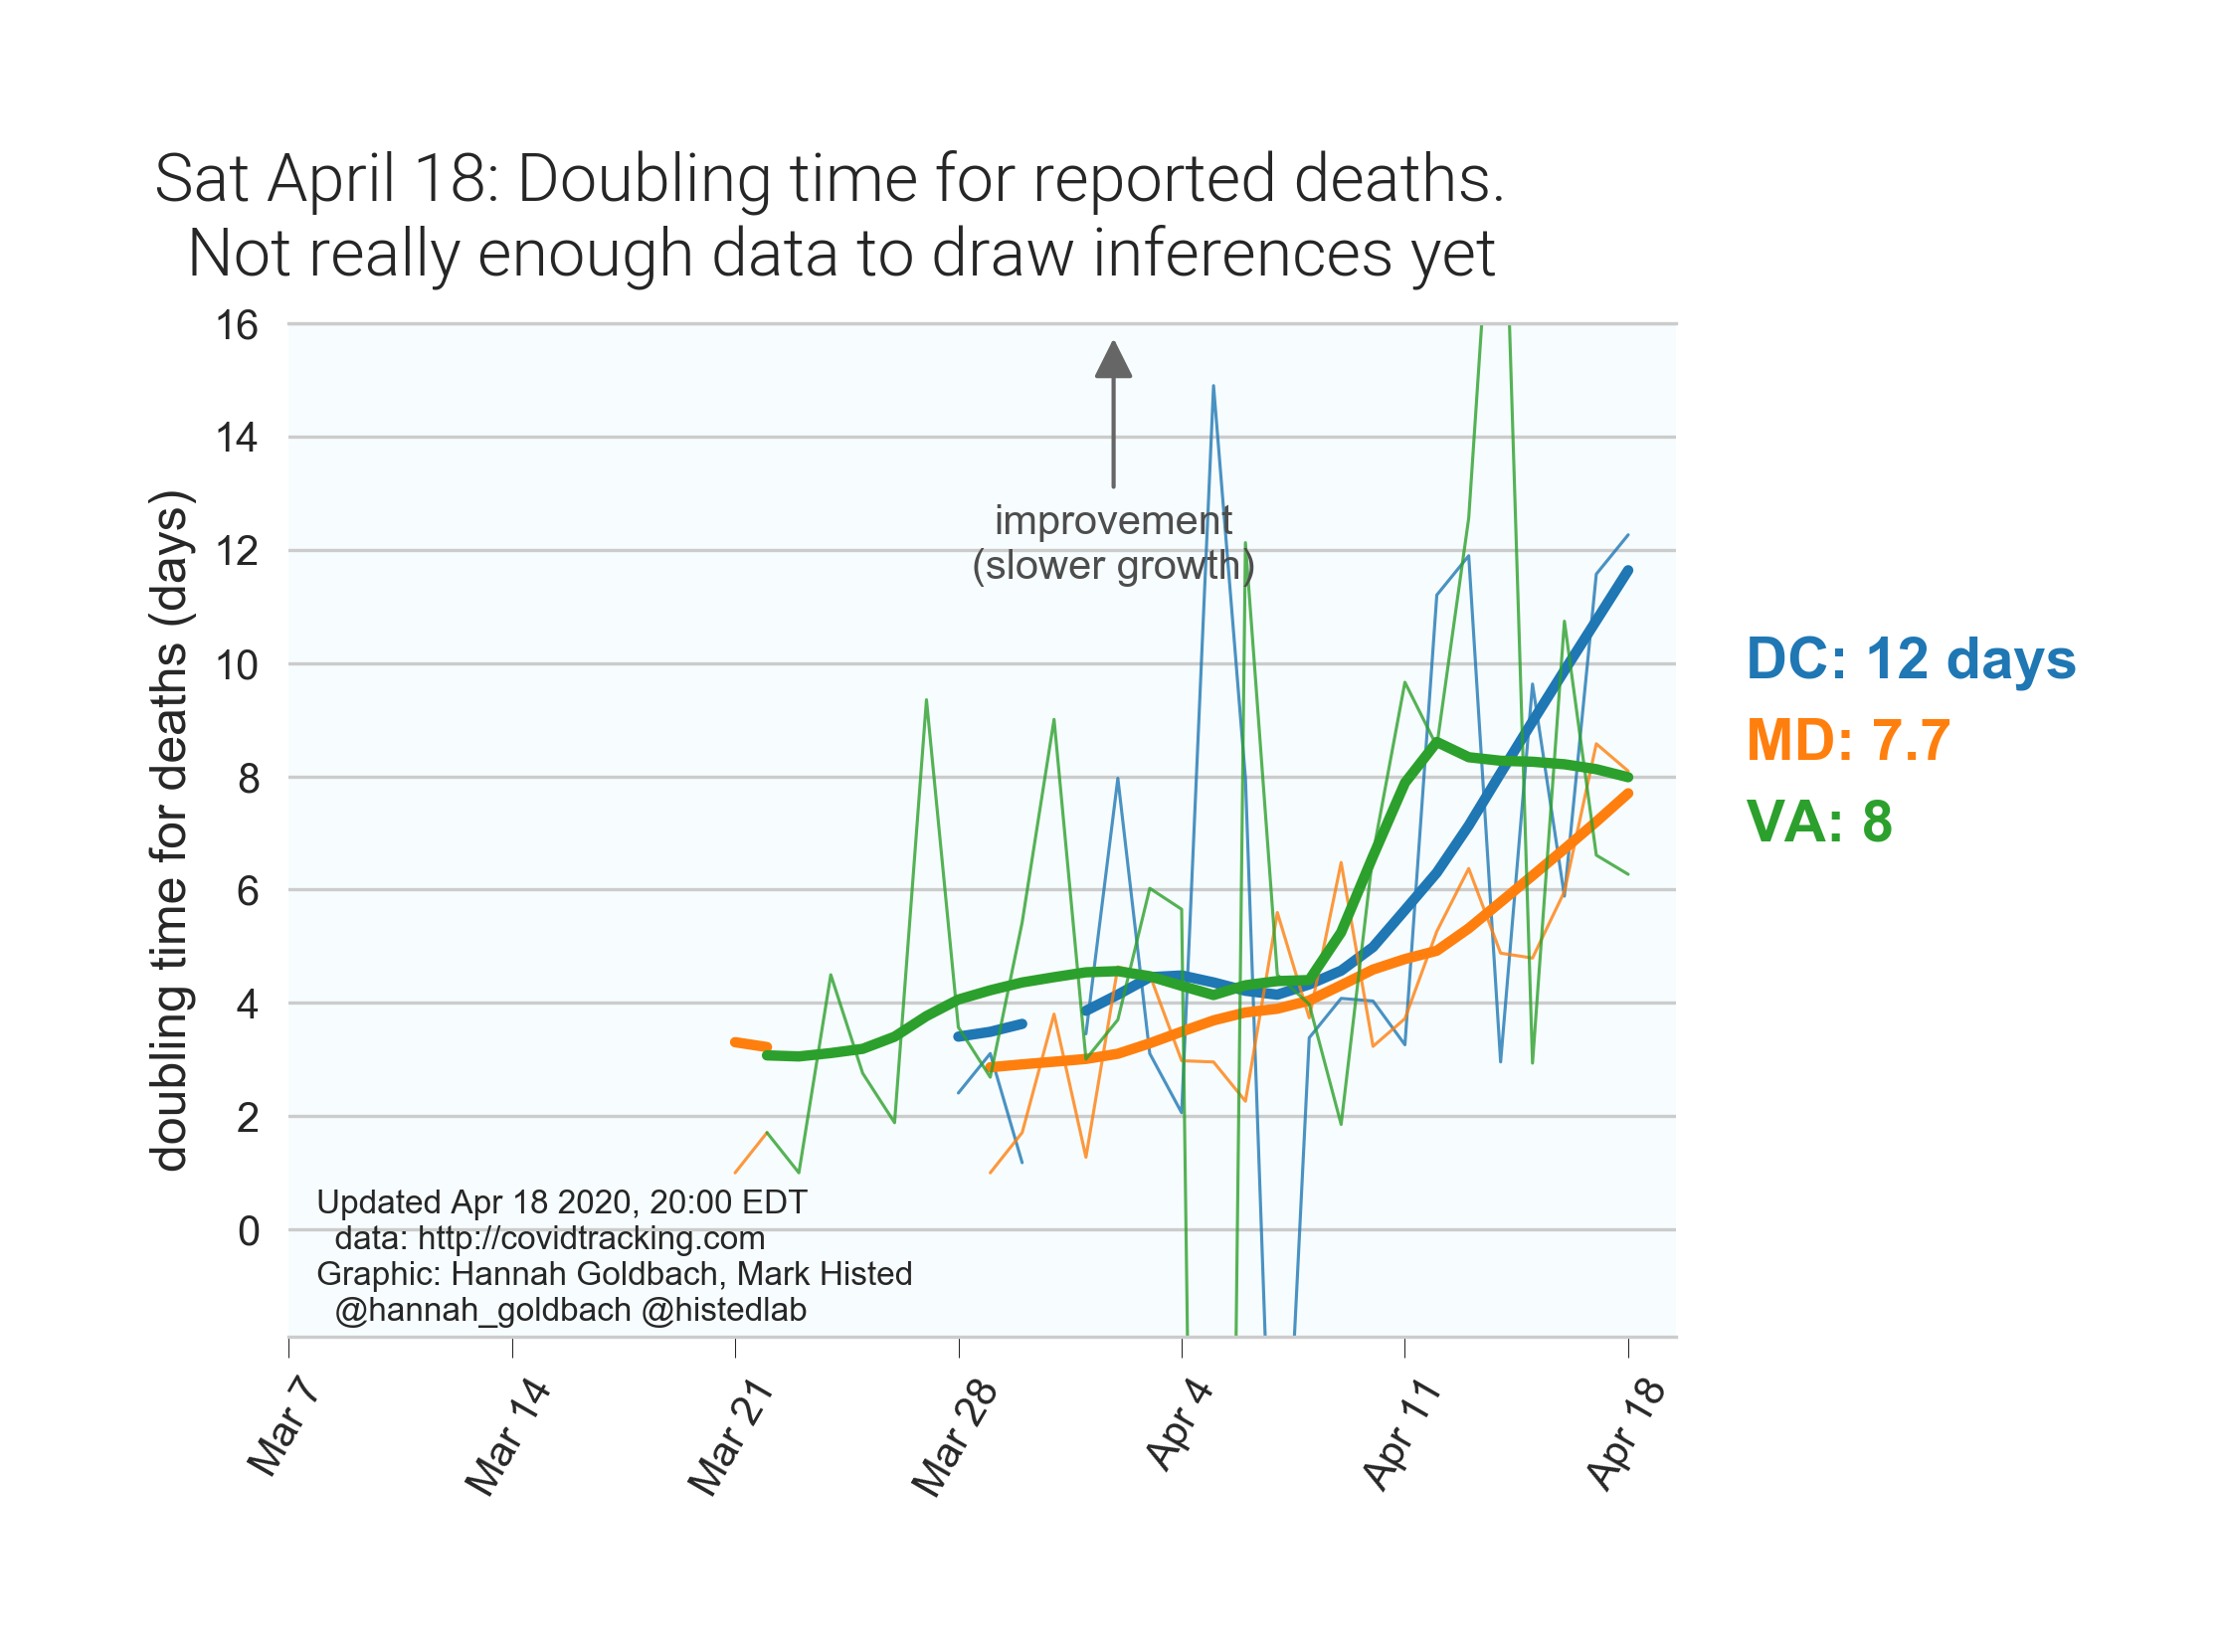 Sat April 18: Doubling time for reported deaths.
Not really enough data to draw inferences yet
16
14
12
10
8
6
4
2
0
doubling time for deaths (days)
improvement
(slower growth)
DC: 12 days
MD: 7.7
VA: 8
Updated Apr 18 2020, 20:00 EDT
data: http://covidtracking.com
Graphic: Hannah Goldbach, Mark Histed
@hannah_goldbach @histedlab
Mar 7
Mar 14
Mar 21
Mar 28
Apr 4
Apr 11
Apr 18